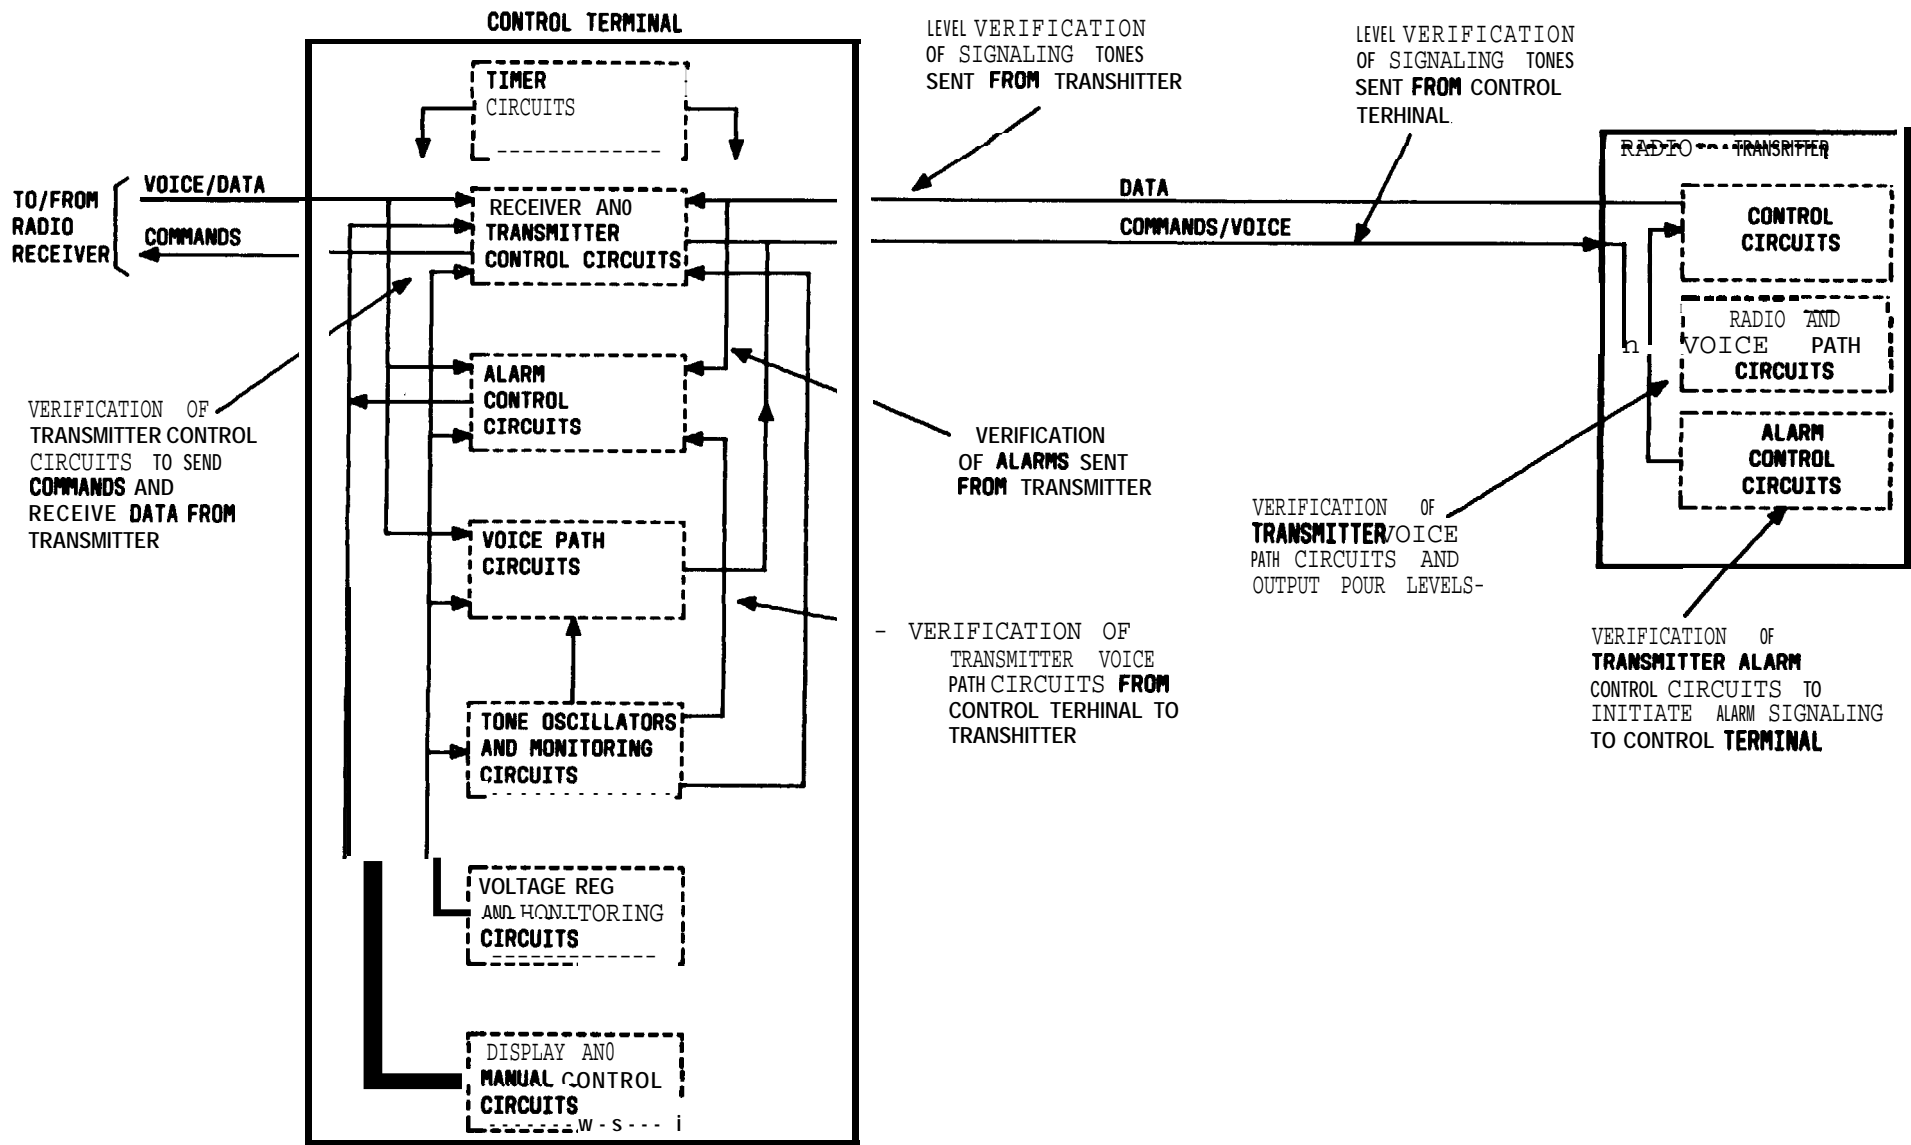 CONTROL TERMINAL
TIMER
CIRCUITS
TO/FROM
RADIO
RECEIVER
VOICE/DATA
COMMANDS
RECEIVER AN0
TRANSMITTER
CONTROL CIRCUITS
ALARM
CONTROL
CIRCUITS
VOICE PATH
CIRCUITS
TONE OSCILLATORS
AND MONITORING
CIRCUITS
VOLTAGE REG
AND HONITORING
CIRCUITS
DISPLAY AN0
MANUAL CONTROL
CIRCUITS
w - s - - - i
VERIFICATION OF
TRANSMITTER CONTROL
CIRCUITS TO SEND
COMMANDS AND
RECEIVE DATA FROM
TRANSMITTER
LEVEL VERIFICATION
OF SIGNALING TONES
SENT FROM TRANSHITTER
LEVEL VERIFICATION
OF SIGNALING TONES
SENT FROM CONTROL
TERHINAL
DATA
COMMANDS/VOICE
VERIFICATION
OF ALARMS SENT
FROM TRANSMITTER
- VERIFICATION OF
TRANSMITTER VOICE
PATH CIRCUITS FROM
CONTROL TERHINAL TO
TRANSHITTER
RADIO TRANSRITTER
CONTROL
CIRCUITS
RADIO AND
n VOICE PATH
CIRCUITS
ALARM
CONTROL
CIRCUITS
VERIFICATION OF
TRANSMITTER VOICE
PATH CIRCUITS AND
OUTPUT POUR LEVELS-
VERIFICATION OF
TRANSMITTER ALARM
CONTROL CIRCUITS TO
INITIATE ALARM SIGNALING
TO CONTROL TERMINAL